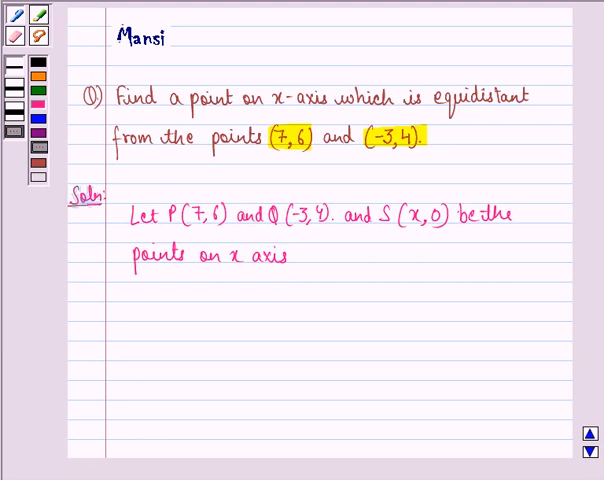 Mansi
Q) Find a point on x-axis which is equidistant
from the points (7,6) and (-3,4).
Soln:
Let P(7,6) and Q(-3,4). and S(x,0) be the
points on x axis